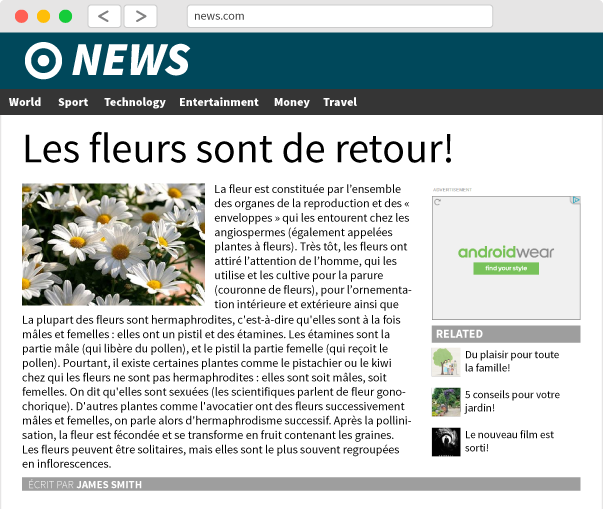 news.com
NEWS
World Sport Technology Entertainment Money Travel
Les fleurs sont de retour!
La fleur est constituée par l'ensemble
des organes de la reproduction et des «
enveloppes » qui les entourent chez les
angiospermes (également appelées
plantes à fleurs). Très tôt, les fleurs ont
attiré l'attention de l'homme, qui les
utilise et les cultive pour la parure
(couronne de fleurs), pour l'ornementa-
tion intérieure et extérieure ainsi que
La plupart des fleurs sont hermaphrodites, c'est-à-dire qu'elles sont à la fois
mâles et femelles : elles ont un pistil et des étamines. Les étamines sont la
partie mâle (qui libère du pollen), et le pistil la partie femelle (qui reçoit le
pollen). Pourtant, il existe certaines plantes comme le pistachier ou le kiwi
chez qui les fleurs ne sont pas hermaphrodites : elles sont soit mâles, soit
femelles. On dit qu'elles sont sexuées (les scientifiques parlent de fleur gono-
chorique). D'autres plantes comme l'avocatier ont des fleurs successivement
mâles et femelles, on parle alors d'hermaphrodisme successif. Après la pollini-
sation, la fleur est fécondée et se transforme en fruit contenant les graines.
Les fleurs peuvent être solitaires, mais elles sont le plus souvent regroupées
en inflorescences.
ÉCRIT PAR JAMES SMITH
ADVERTISEMENT
androidwear
find your style
RELATED
Du plaisir pour toute
la famille!
5 conseils pour votre
jardin!
Le nouveau film est
sorti!